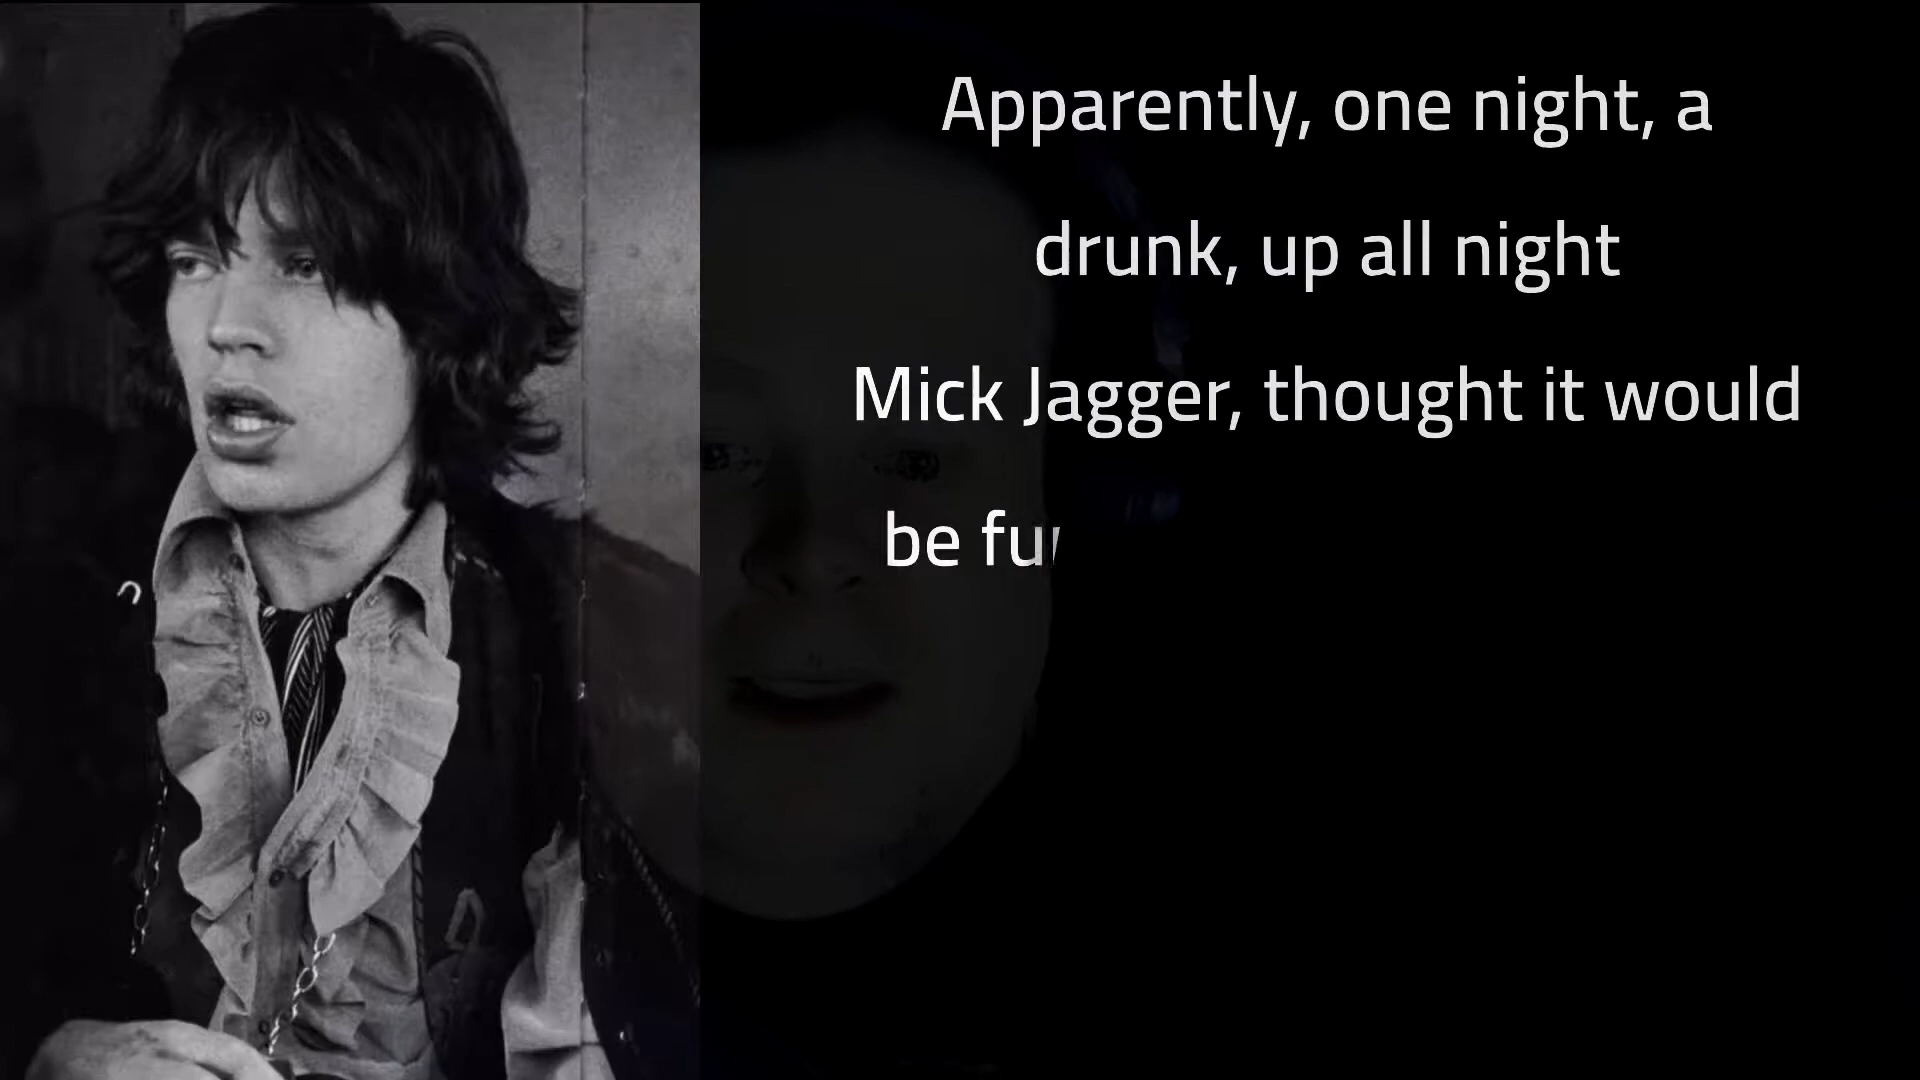 Apparently, one night, a
drunk, up all night
Mick Jagger, thought it would
be fu